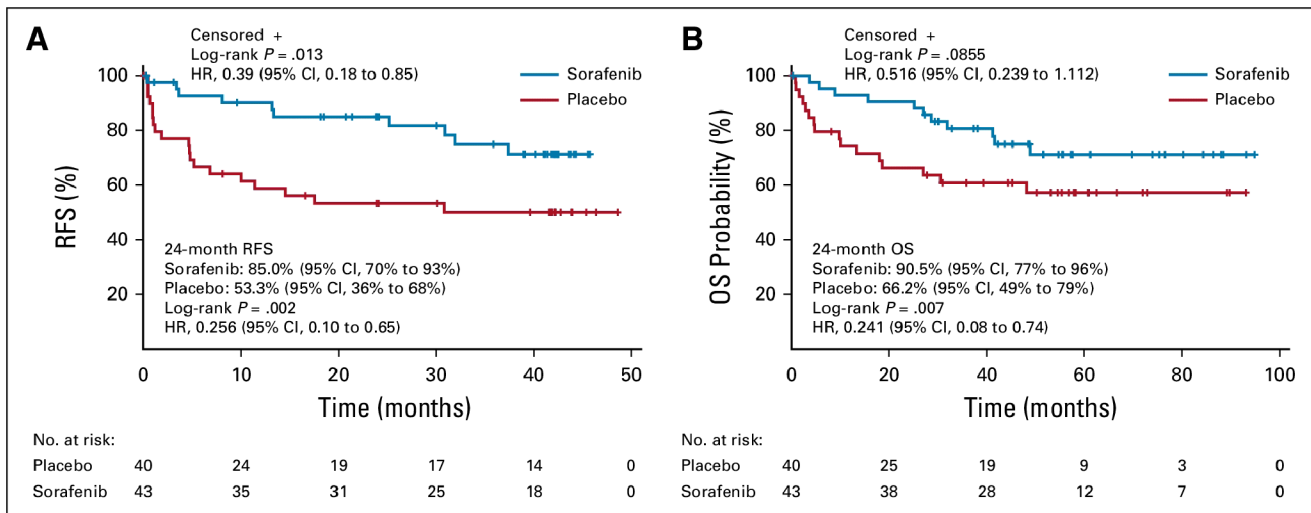 A
Censored +
Log-rank P = .013
HR, 0.39 (95% CI, 0.18 to 0.85)
Sorafenib
Placebo
100
80
60
40
20
RFS (%)
24-month RFS
Sorafenib: 85.0% (95% CI, 70% to 93%)
Placebo: 53.3% (95% CI, 36% to 68%)
Log-rank P = .002
HR, 0.256 (95% CI, 0.10 to 0.65)
0 10 20 30 40 50
Time (months)
No. at risk:
Placebo 40 24 19 17 14 0
Sorafenib 43 35 31 25 18 0
B
Censored +
Log-rank P = .0855
HR, 0.516 (95% CI, 0.239 to 1.112)
Sorafenib
Placebo
100
80
60
40
20
OS Probability (%)
24-month OS
Sorafenib: 90.5% (95% CI, 77% to 96%)
Placebo: 66.2% (95% CI, 49% to 79%)
Log-rank P = .007
HR, 0.241 (95% CI, 0.08 to 0.74)
0 20 40 60 80 100
Time (months)
No. at risk:
Placebo 40 25 19 9 3 0
Sorafenib 43 38 28 12 7 0